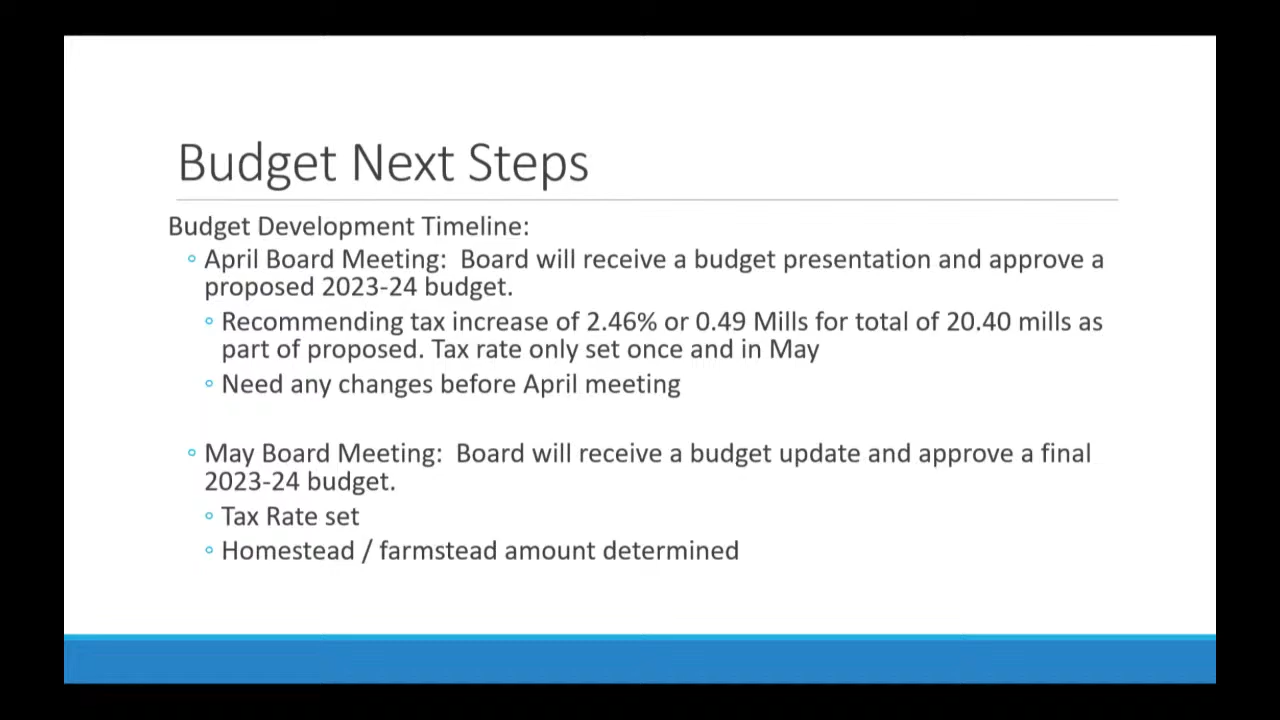 Budget Next Steps
Budget Development Timeline:
◦ April Board Meeting:  Board will receive a budget presentation and approve a
proposed 2023-24 budget.
◦ Recommending tax increase of 2.46% or 0.49 Mills for total of 20.40 mills as
part of proposed. Tax rate only set once and in May
◦ Need any changes before April meeting
◦ May Board Meeting:  Board will receive a budget update and approve a final
2023-24 budget.
◦ Tax Rate set
◦ Homestead / farmstead amount determined